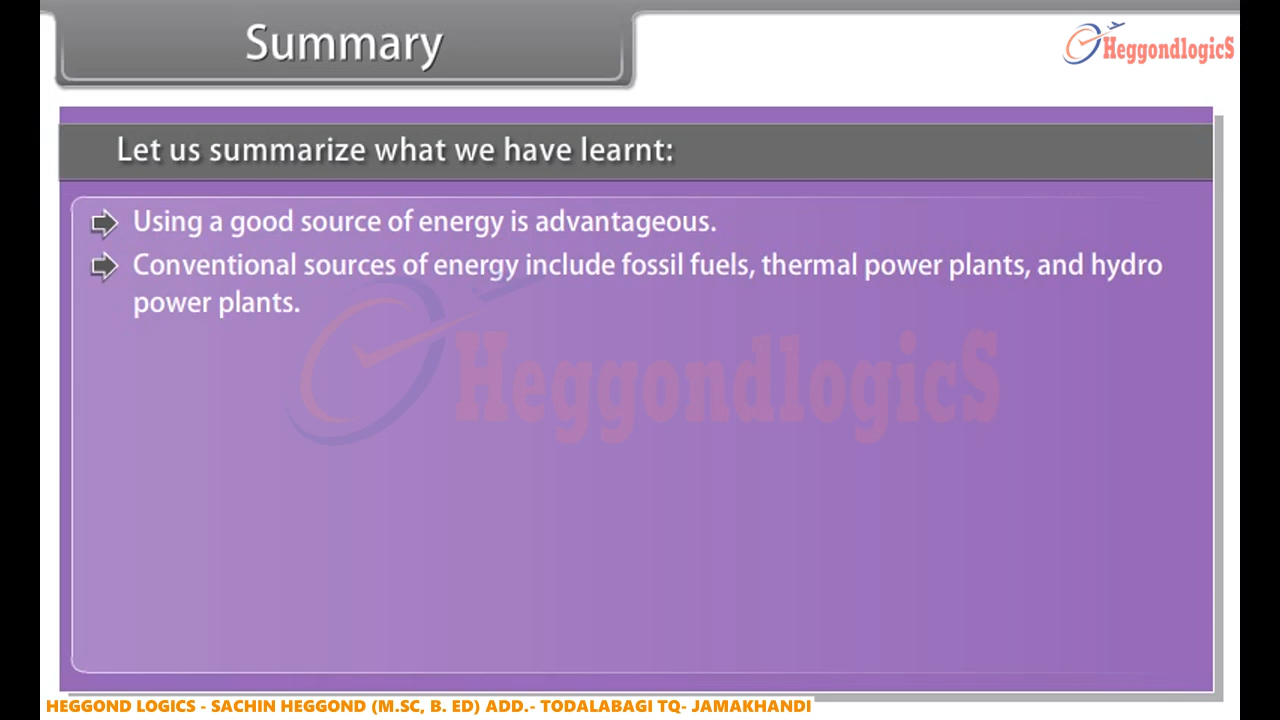 Summary
HeggondlogicS
Let us summarize what we have learnt:
Using a good source of energy is advantageous.
Conventional sources of energy include fossil fuels, thermal power plants, and hydro
power plants.
HeggondlogicS
HEGGOND LOGICS - SACHIN HEGGOND (M.SC, B. ED) ADD.- TODALABAGI TQ- JAMAKHANDI